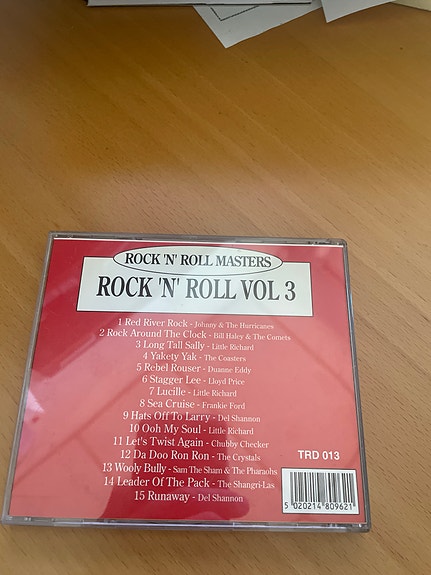 ROCK 'N' ROLL MASTERS
ROCK 'N' ROLL VOL 3
1 Red River Rock - Johnny & The Hurricanes
2 Rock Around The Clock - Bill Haley & The Comets
3 Long Tall Sally - Little Richard
4 Yakety Yak - The Coasters
5 Rebel Rouser - Duanne Eddy
6 Stagger Lee - Lloyd Price
7 Lucille - Little Richard
8 Sea Cruise - Frankie Ford
9 Hats Off To Larry - Del Shannon
10 Ooh My Soul - Little Richard
11 Let's Twist Again - Chubby Checker
12 Da Doo Ron Ron - The Crystals
13 Wooly Bully - Sam The Sham & The Pharaohs
14 Leader Of The Pack - The Shangri-Las
15 Runaway - Del Shannon
TRD 013
5 020214 809621